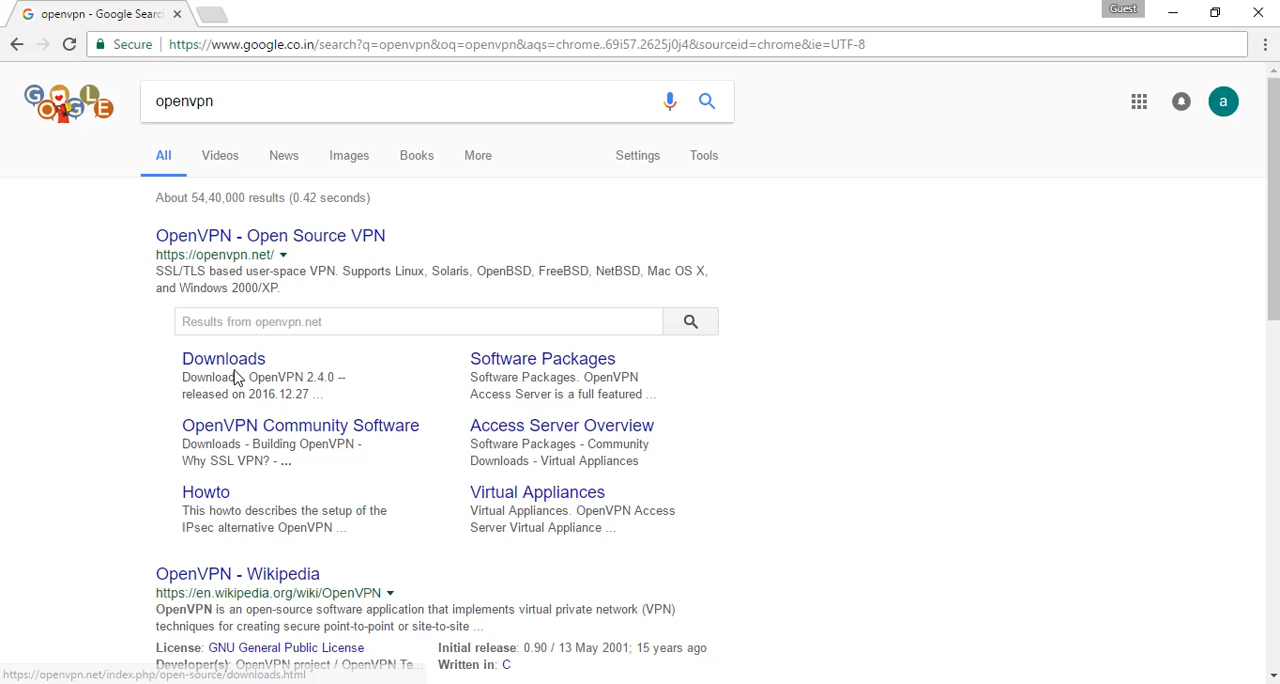 openvpn - Google Searc
Guest
Secure
https://www.google.co.in/search?q=openvpn&oq=openvpn&aqs=chrome..69i57.2625j0j4&sourceid=chrome&ie=UTF-8
GOOGLE
openvpn
a
All Videos News Images Books More Settings Tools
About 54,40,000 results (0.42 seconds)
OpenVPN - Open Source VPN
https://openvpn.net/
SSL/TLS based user-space VPN. Supports Linux, Solaris, OpenBSD, FreeBSD, NetBSD, Mac OS X,
and Windows 2000/XP.
Results from openvpn.net
Downloads
Download OpenVPN 2.4.0 --
released on 2016.12.27 ...
Software Packages
Software Packages. OpenVPN
Access Server is a full featured ...
OpenVPN Community Software
Downloads - Building OpenVPN -
Why SSL VPN? - ...
Access Server Overview
Software Packages - Community
Downloads - Virtual Appliances
Howto
This howto describes the setup of the
IPsec alternative OpenVPN ...
Virtual Appliances
Virtual Appliances. OpenVPN Access
Server Virtual Appliance ...
OpenVPN - Wikipedia
https://en.wikipedia.org/wiki/OpenVPN
OpenVPN is an open-source software application that implements virtual private network (VPN)
techniques for creating secure point-to-point or site-to-site ...
License: GNU General Public License
Initial release: 0.90 / 13 May 2001; 15 years ago
Developer(s): OpenVPN project / OpenVPN Te...
Written in: C
https://openvpn.net/index.php/open-source/downloads.html